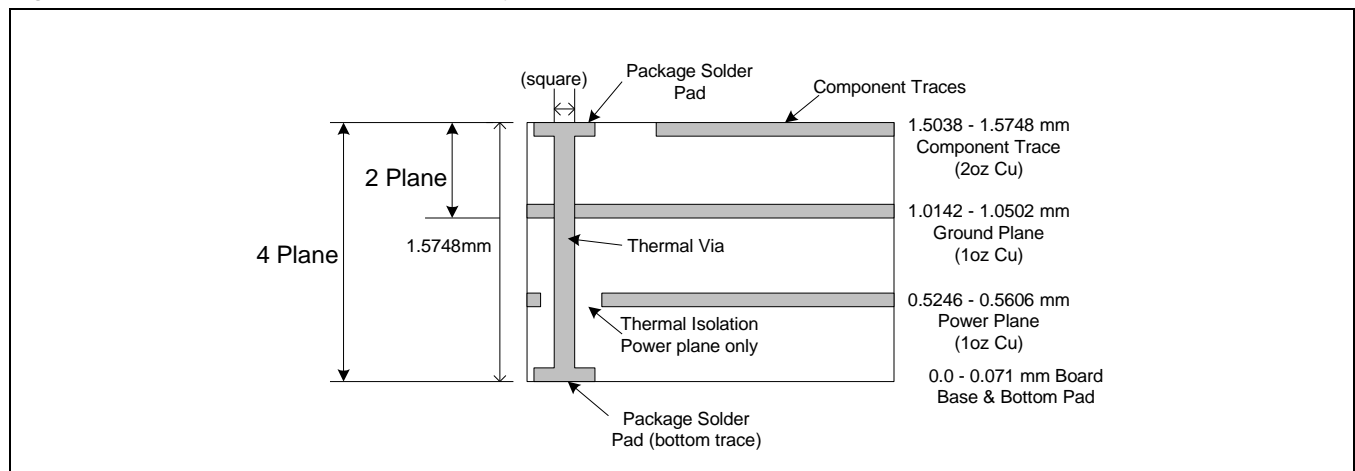 (square)
Package Solder
Pad
Component Traces
1.5038 - 1.5748 mm
Component Trace
(2oz Cu)
2 Plane
1.0142 - 1.0502 mm
Ground Plane
(1oz Cu)
4 Plane
1.5748mm
Thermal Via
0.5246 - 0.5606 mm
Power Plane
(1oz Cu)
Thermal Isolation
Power plane only
0.0 - 0.071 mm Board
Base & Bottom Pad
Package Solder
Pad (bottom trace)